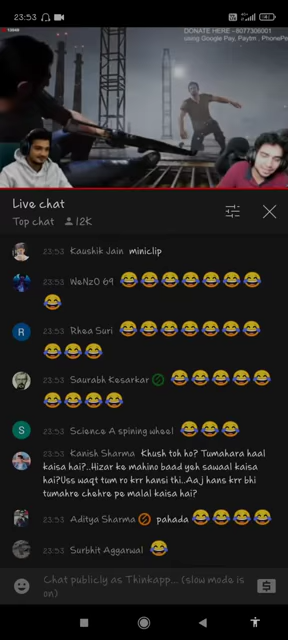 23:53
DONATE HERE -8077306001
using Google Pay, Paytm , PhonePe
Live chat
Top chat 12K
23:53 Kaushik Jain miniclip
23:53 WeNzO 69 😂😂😂😂😂😂😂
😂
23:53 Rhea Suri 😂😂😂😂😂😂😂
😂😂😂
23:53 Saurabh Kesarkar 😂😂😂😂😂
😂😂😂😂
23:53 Science A spining wheel 😂😂😂
23:53 Kanish Sharma Khush toh ho? Tumahara haal
kaisa hai?..Hizar ke mahino baad yeh sawaal kaisa
hai?Uss waqt tum ro krr hansi thi..Aaj hans krr bhi
tumahre chehre pe malal kaisa hai?
23:53 Aditya Sharma pahada 😂😂😂😂
23:53 Surbhit Aggarwal 😂
Chat publicly as Thinkapp... (slow mode is
on)